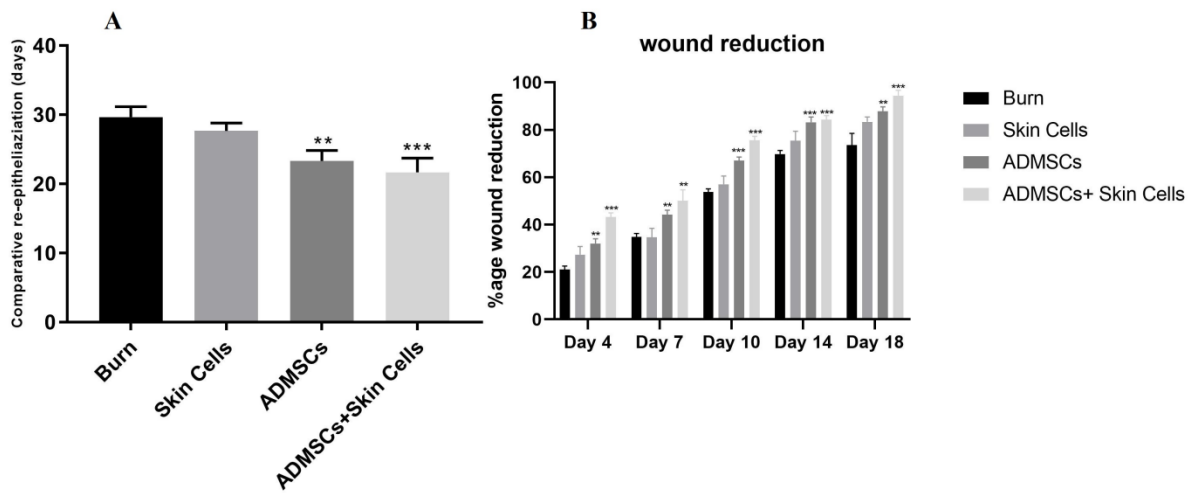 A
Comparative re-epitheliaziation (days)
40
30
20
10
0
**
***
Burn
Skin Cells
ADMSCs
ADMSCs+Skin Cells
B
wound reduction
%age wound reduction
100
80
60
40
20
0
** ***
** **
*** ***
*** ***
** ***
Day 4 Day 7 Day 10 Day 14 Day 18
Burn
Skin Cells
ADMSCs
ADMSCs+ Skin Cells